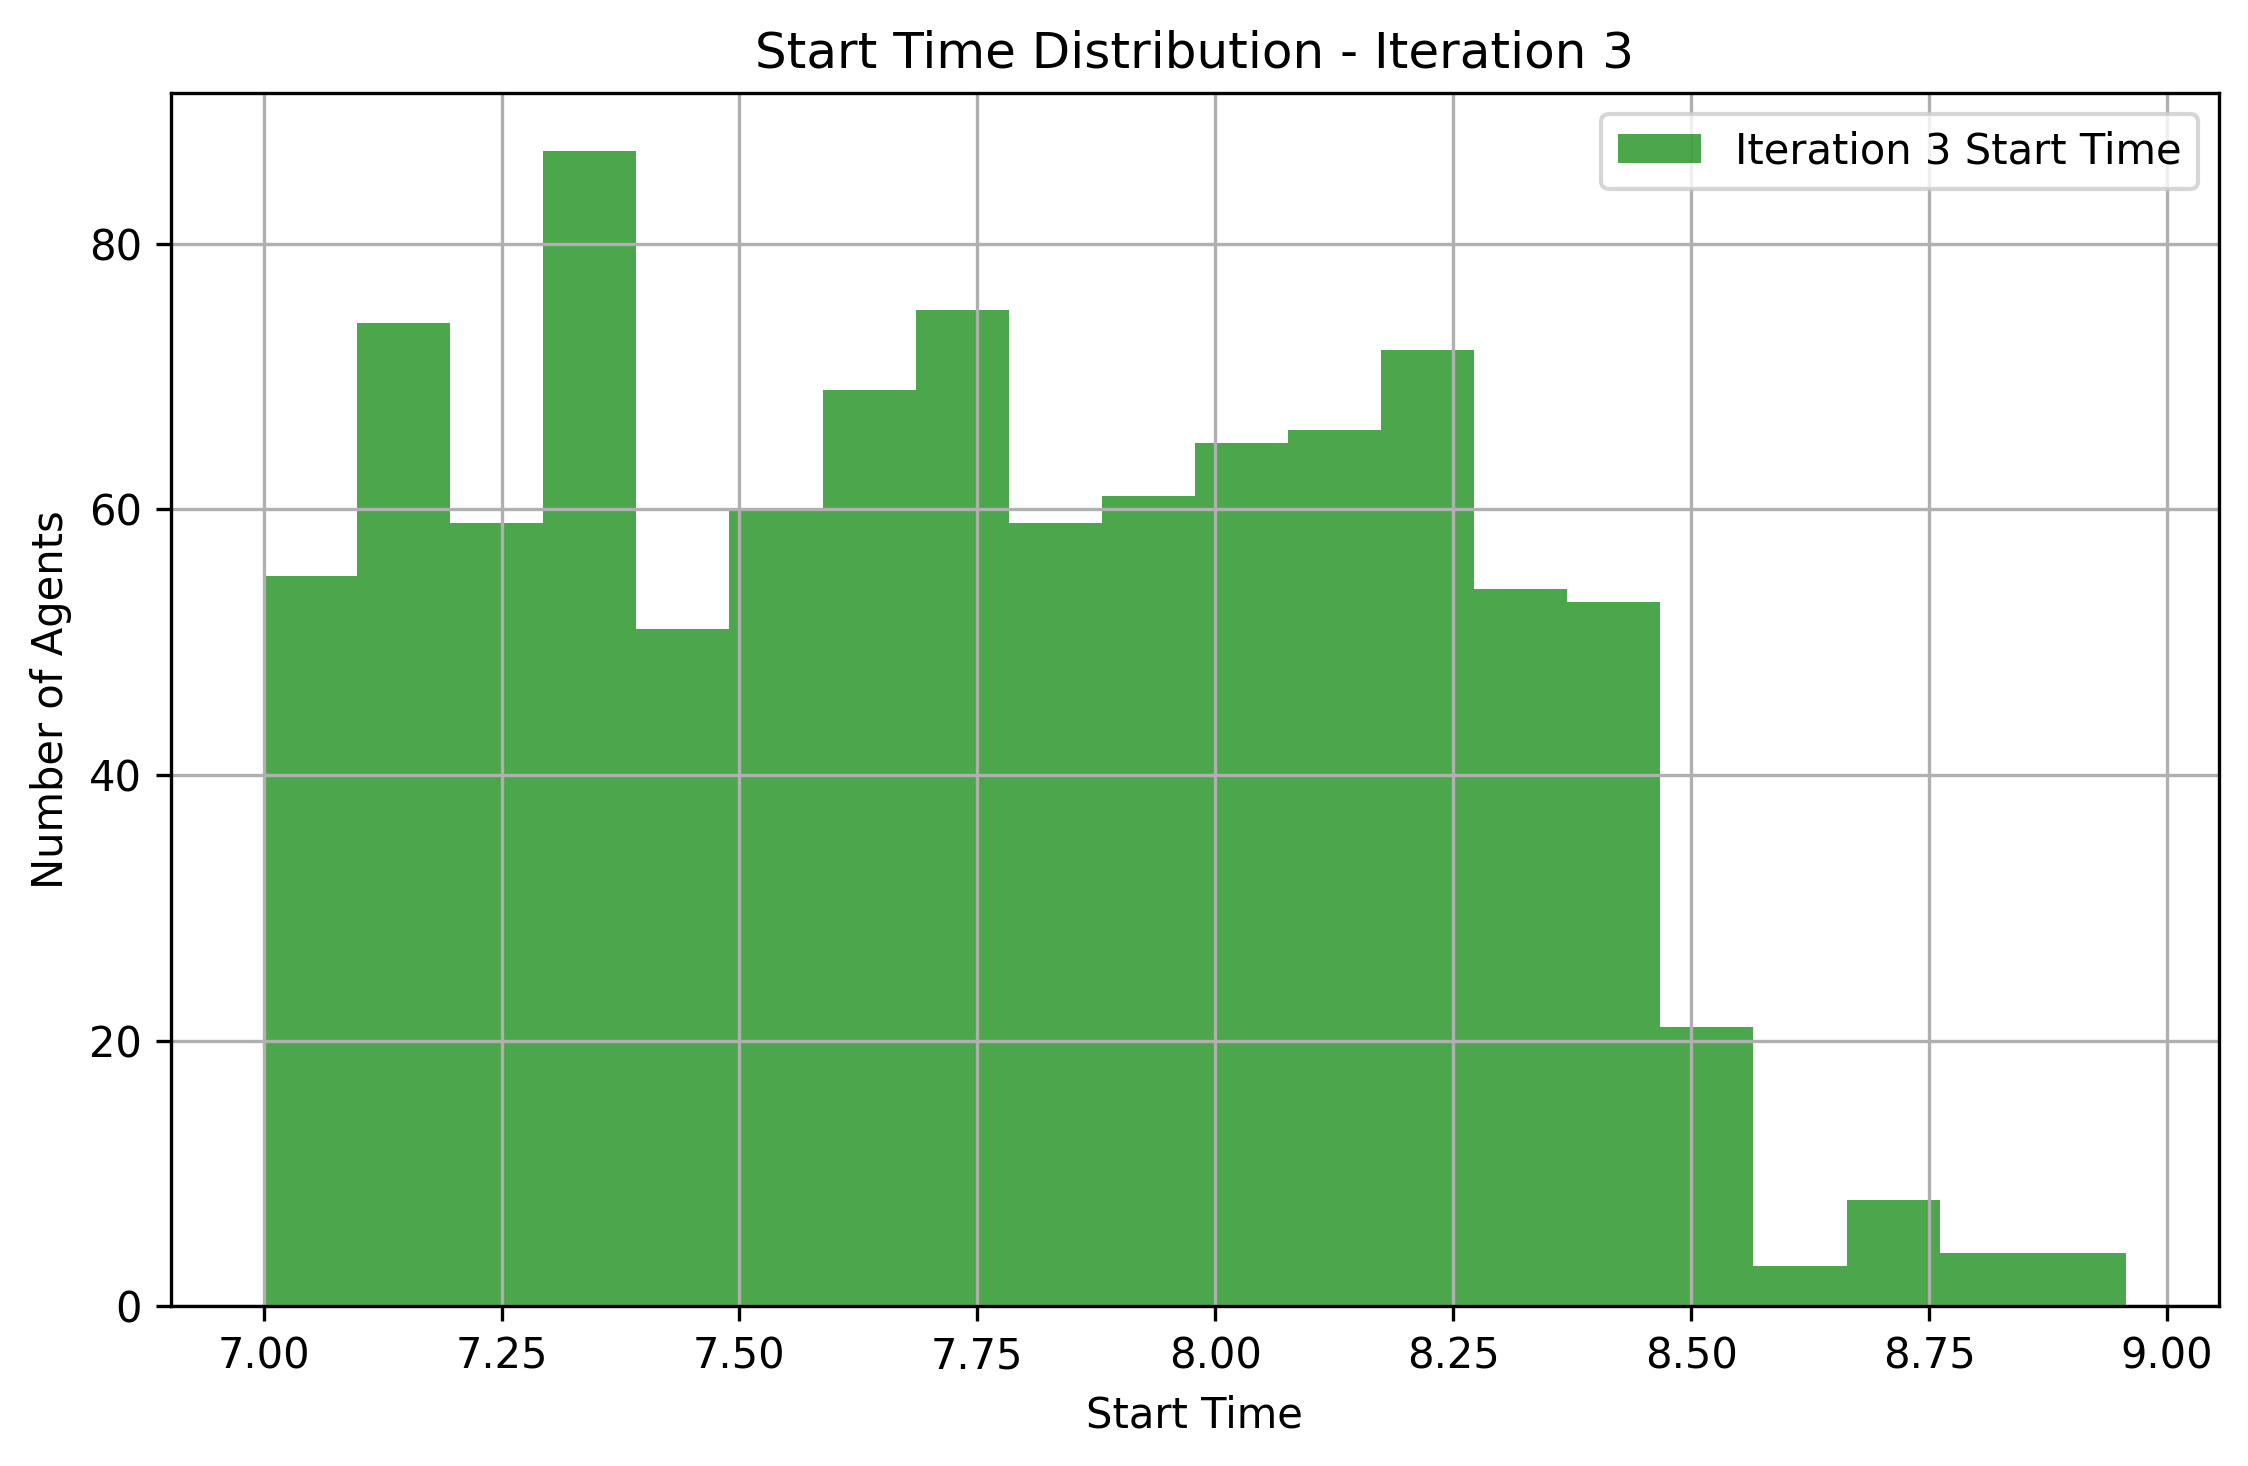 Start Time Distribution - Iteration 3
Iteration 3 Start Time
Number of Agents
80
60
40
20
0
7.00 7.25 7.50 7.75 8.00 8.25 8.50 8.75 9.00
Start Time